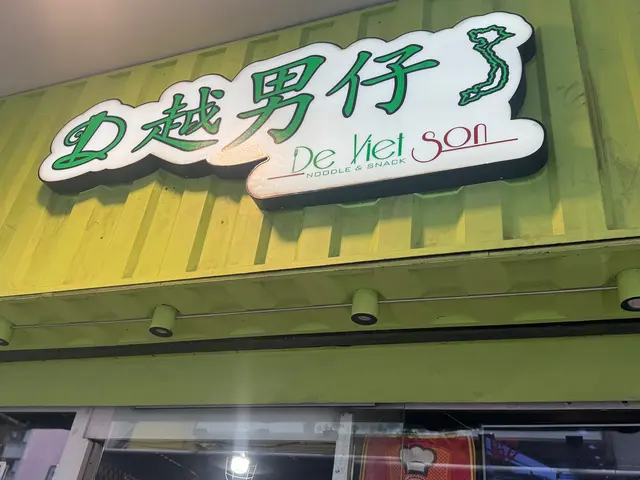 D越男仔
De Viet Son
NOODLE & SNACK